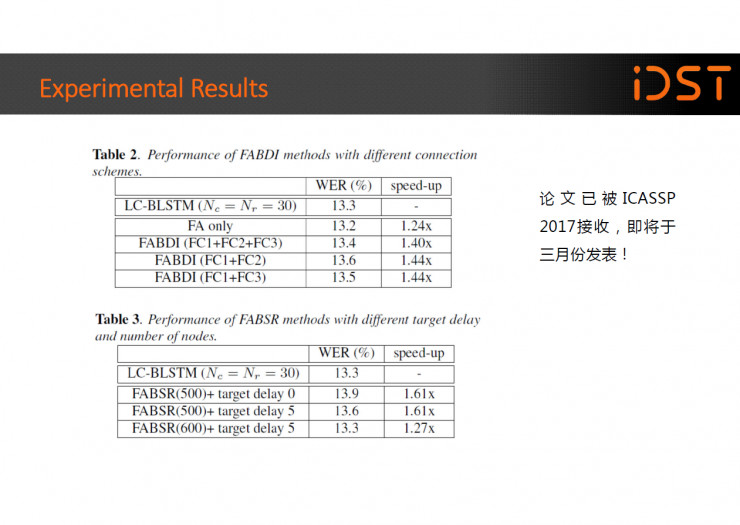 Experimental Results
iDST
Table 2. Performance of FABDI methods with different connection
schemes.
WER (%) speed-up
LC-BLSTM (Nc = Nr = 30) 13.3 -
FA only 13.2 1.24x
FABDI (FC1+FC2+FC3) 13.4 1.40x
FABDI (FC1+FC2) 13.6 1.44x
FABDI (FC1+FC3) 13.5 1.44x
论文已被ICASSP
2017接收，即将于
三月份发表！
Table 3. Performance of FABSR methods with different target delay
and number of nodes.
WER (%) speed-up
LC-BLSTM (Nc = Nr = 30) 13.3 -
FABSR(500)+ target delay 0 13.9 1.61x
FABSR(500)+ target delay 5 13.6 1.61x
FABSR(600)+ target delay 5 13.3 1.27x